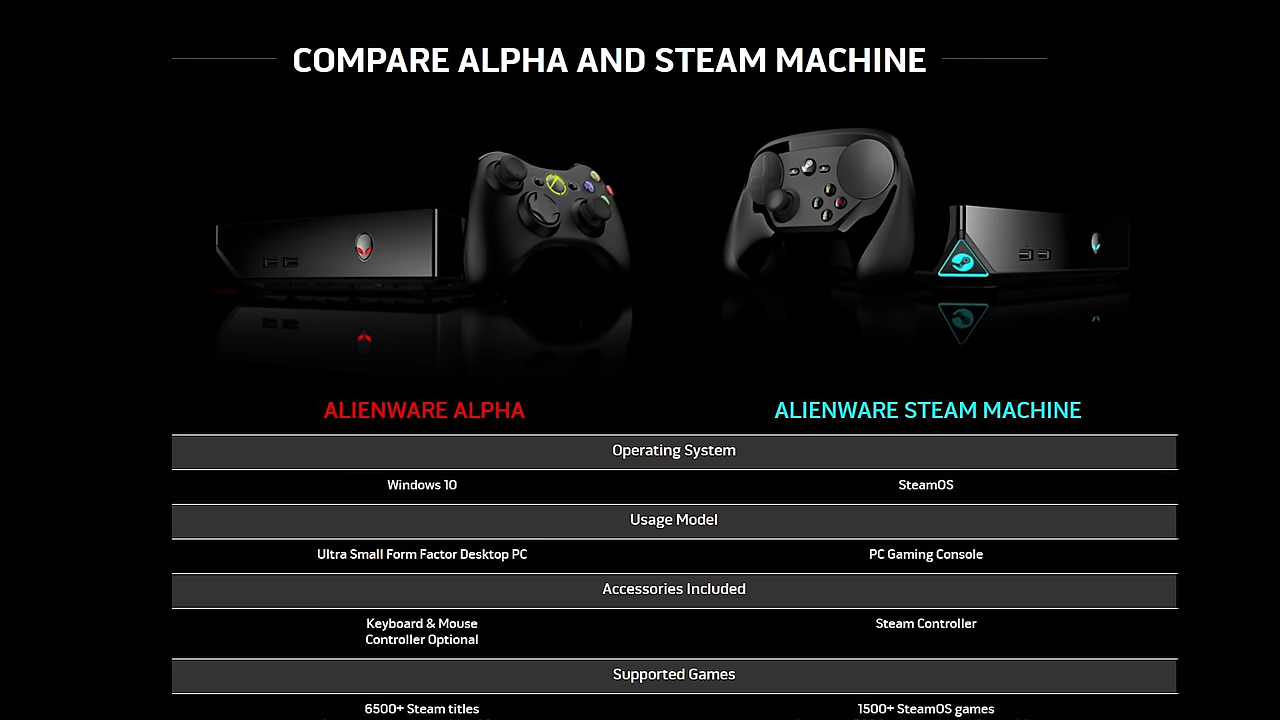 COMPARE ALPHA AND STEAM MACHINE
ALIENWARE ALPHA
ALIENWARE STEAM MACHINE
Operating System
Windows 10
SteamOS
Usage Model
Ultra Small Form Factor Desktop PC
PC Gaming Console
Accessories Included
Keyboard & Mouse
Controller Optional
Steam Controller
Supported Games
6500+ Steam titles
1500+ SteamOS games